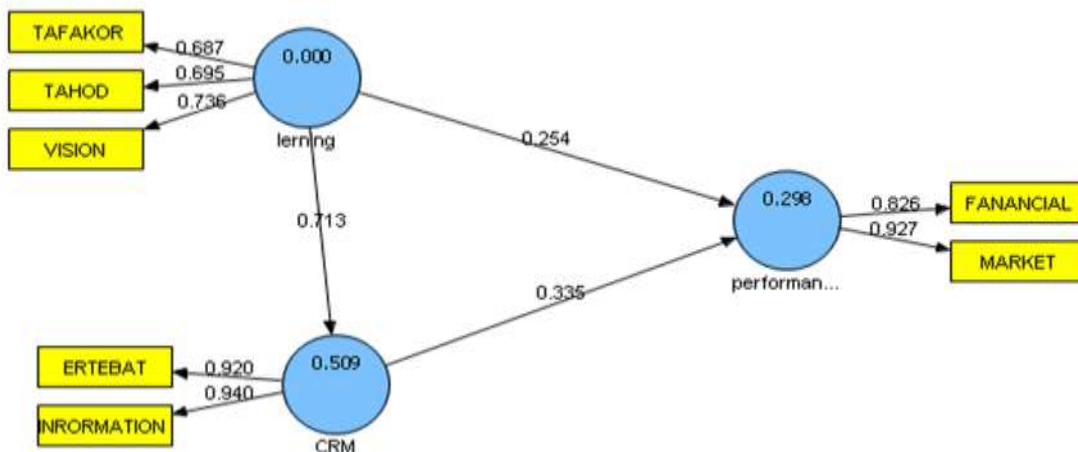 TAFAKOR
0.687
0.000
TAHOD
0.695
0.736
VISION
lerning
0.254
0.713
0.298
0.826
FANANCIAL
0.927
MARKET
performan...
0.335
ERTEBAT
0.920
0.509
0.940
INRORMATION
CRM